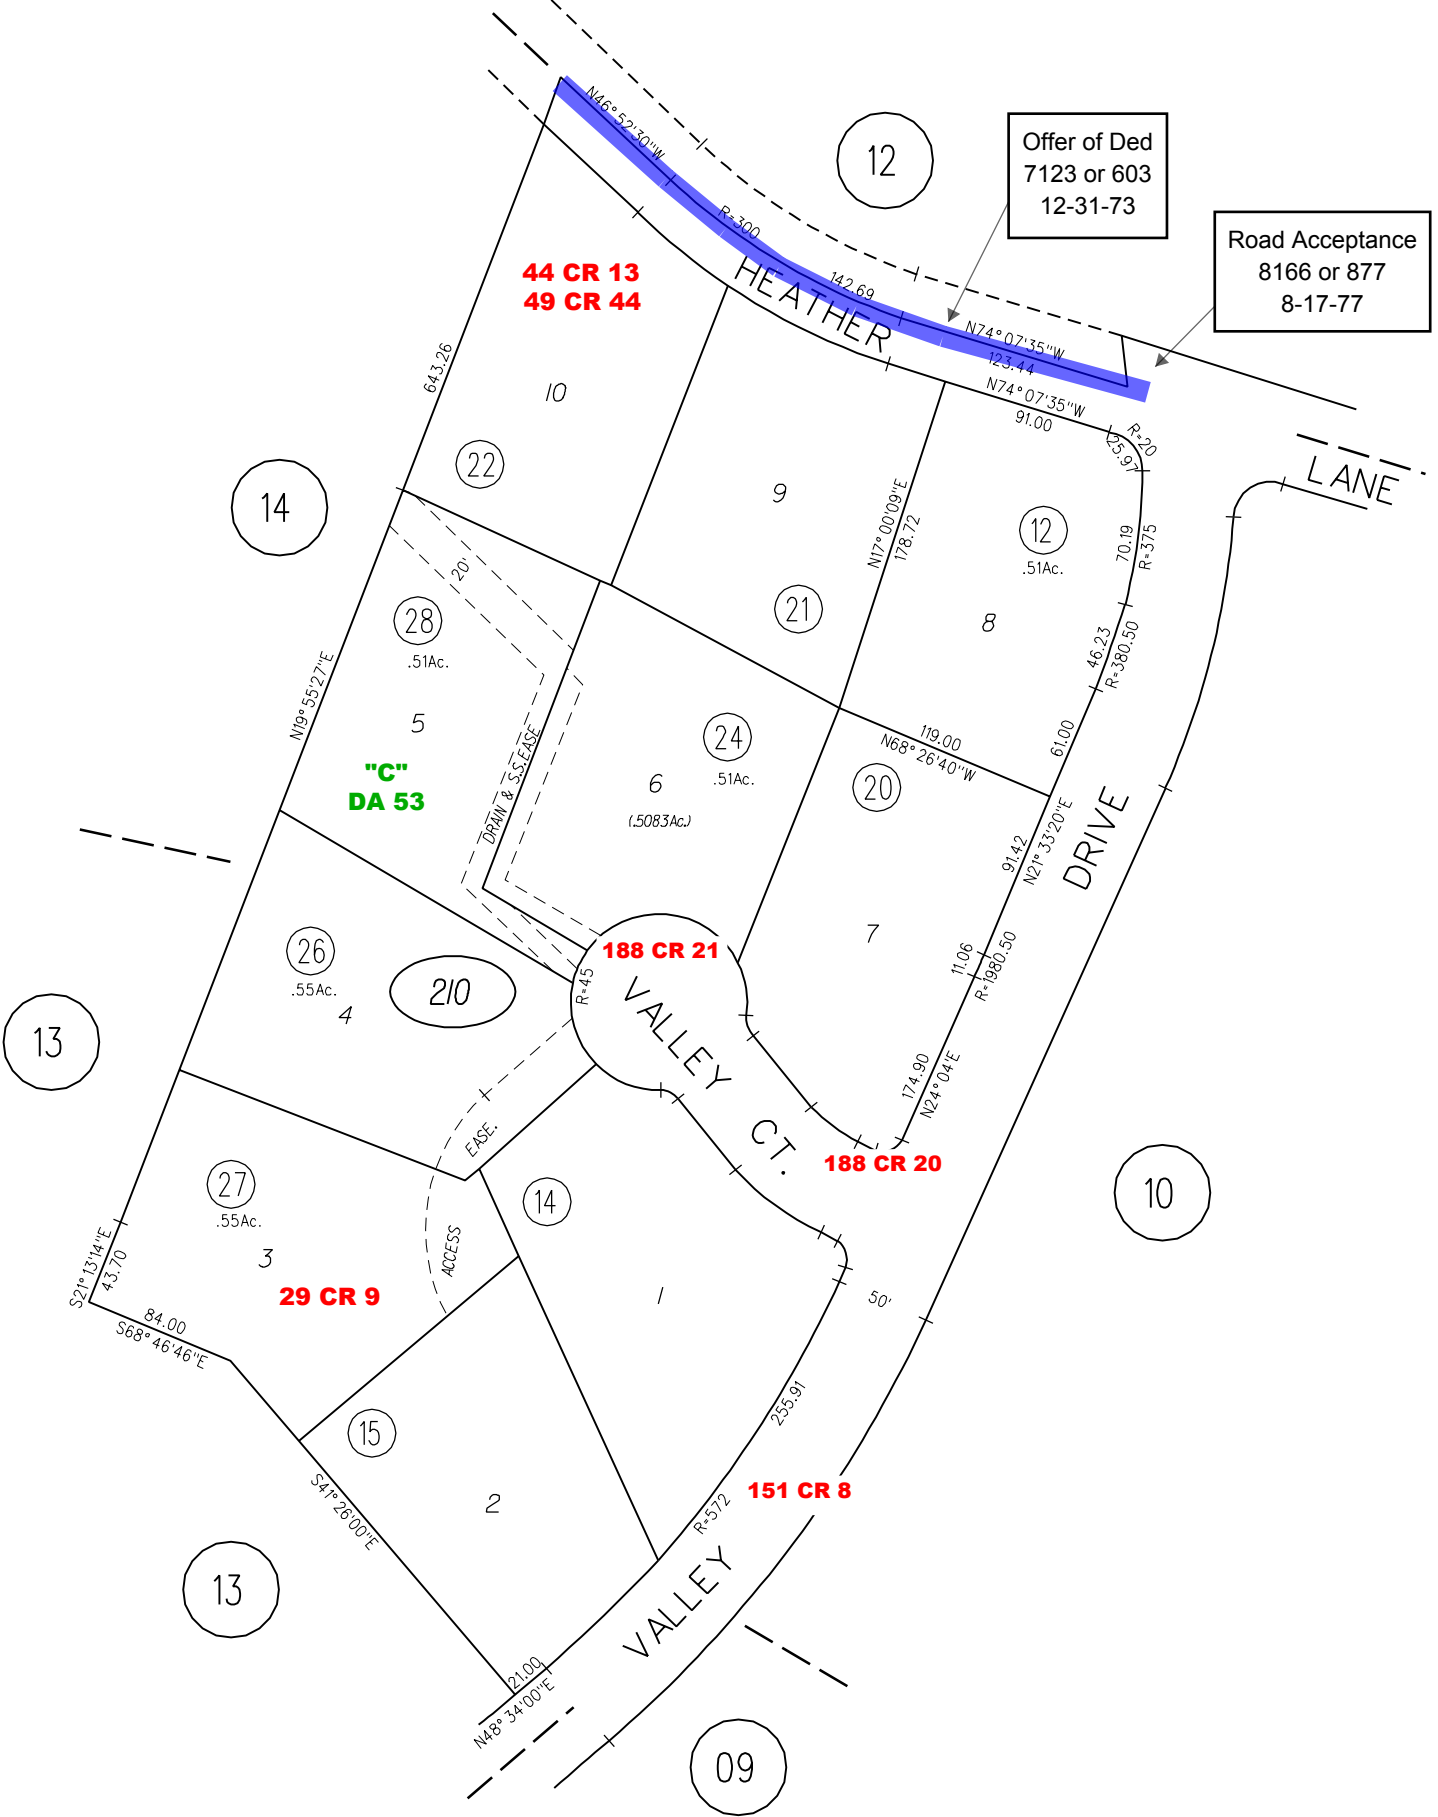 N46°52'30"W
12
Offer of Ded
7123 or 603
12-31-73
R=300
Road Acceptance
8166 or 877
8-17-77
44 CR 13
49 CR 44
HEATHER
142.69
N74°07'35"W
123.44
643.26
10
N74°07'35"W
91.00
R=20
25.97
22
14
9
LANE
N17°00'09"E
178.72
12
.51Ac.
70.19
R=375
20'
28
.51Ac.
21
8
46.23
R=380.50
N19°55'27"E
5
"C"
DA 53
DRAIN & S.S.EASE
24
.51Ac.
6
(.5083Ac.)
119.00
N68°26'40"W
61.00
20
DRIVE
91.42
N21°33'20"E
7
26
.55Ac.
4
210
188 CR 21
R=45
11.06
R=1980.50
13
VALLEY
CT.
174.90
N24°04'E
EASE.
188 CR 20
10
27
.55Ac.
3
14
ACCESS
S21°13'14"E
43.70
29 CR 9
1
50'
84.00
S68°46'46"E
255.91
15
2
S41°26'00"E
151 CR 8
R=572
13
VALLEY
21.00
N48°34'00"E
09